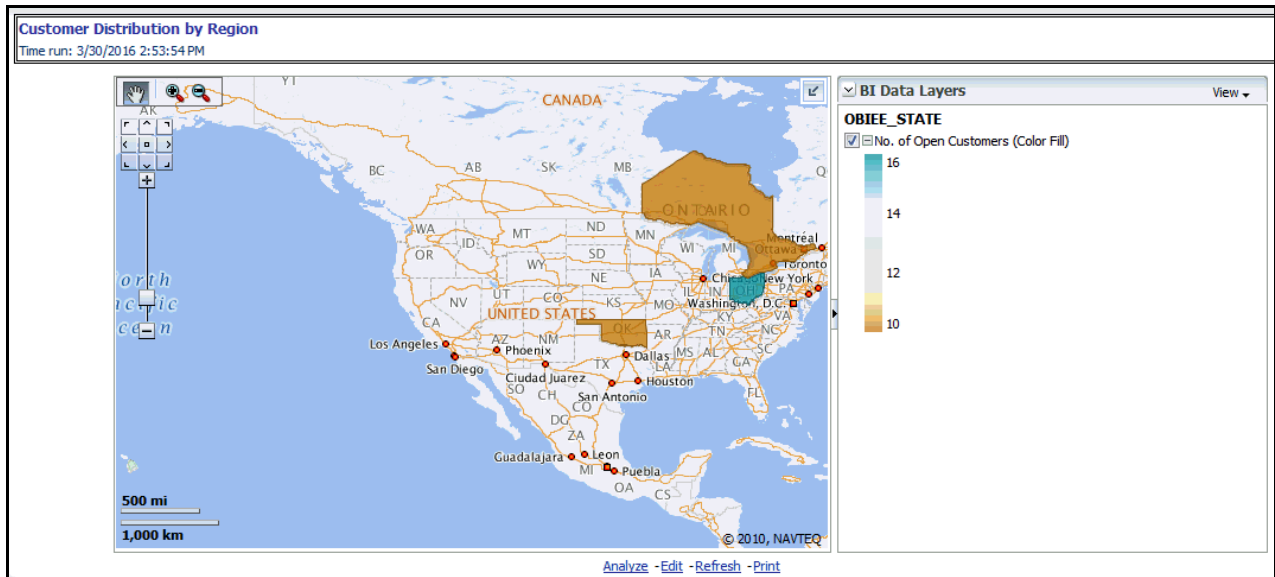 Customer Distribution by Region
Time run: 3/30/2016 2:53:54 PM
YT
AK
CANADA
BC
AB
SK
MB
ONTARIO
WA
MT
ND
MN
Montréal
Ottawa
OR
ID
SD
WI
MI
Toronto
WY
IA
Chicago
New York
NE
IL
IN
OH
PA
NV
UT
CO
KS
MO
Washington, D.C.
KY
VA
CA
UNITED STATES
OK
AR
TN
NC
Los Angeles
AZ
Phoenix
NM
Dallas
MS
AL
GA
SC
San Diego
Ciudad Juarez
TX
LA
Houston
SO
CH
San Antonio
CO
FL
DG
ZA
Guadalajara
Leon
MI
Puebla
OA
CS
500 mi
1,000 km
© 2010, NAVTEQ
BI Data Layers
View
OBIEE_STATE
No. of Open Customers (Color Fill)
16
14
12
10
Analyze - Edit - Refresh - Print